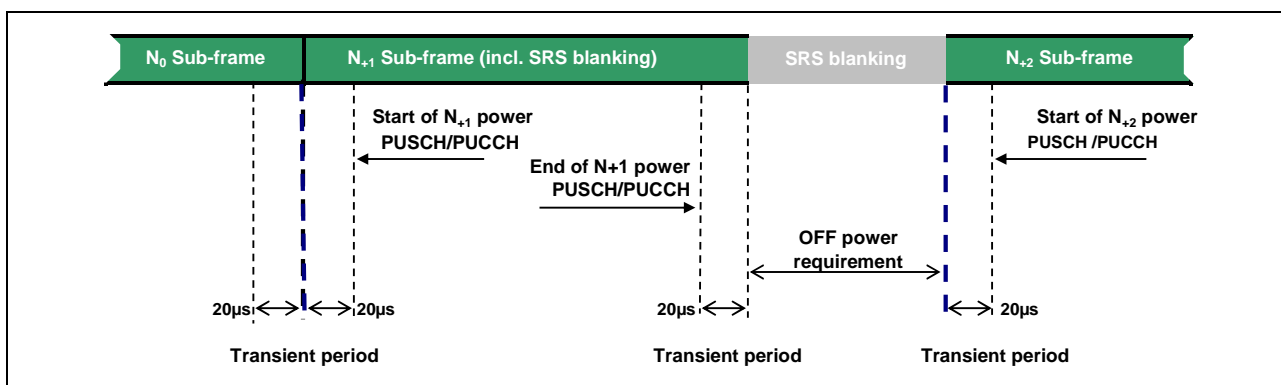 N₀ Sub-frame
N₊₁ Sub-frame (incl. SRS blanking)
SRS blanking
N₊₂ Sub-frame
Start of N₊₁ power
PUSCH/PUCCH
Start of N₊₂ power
PUSCH /PUCCH
End of N+1 power
PUSCH/PUCCH
OFF power
requirement
20µs
20µs
20µs
20µs
Transient period
Transient period
Transient period